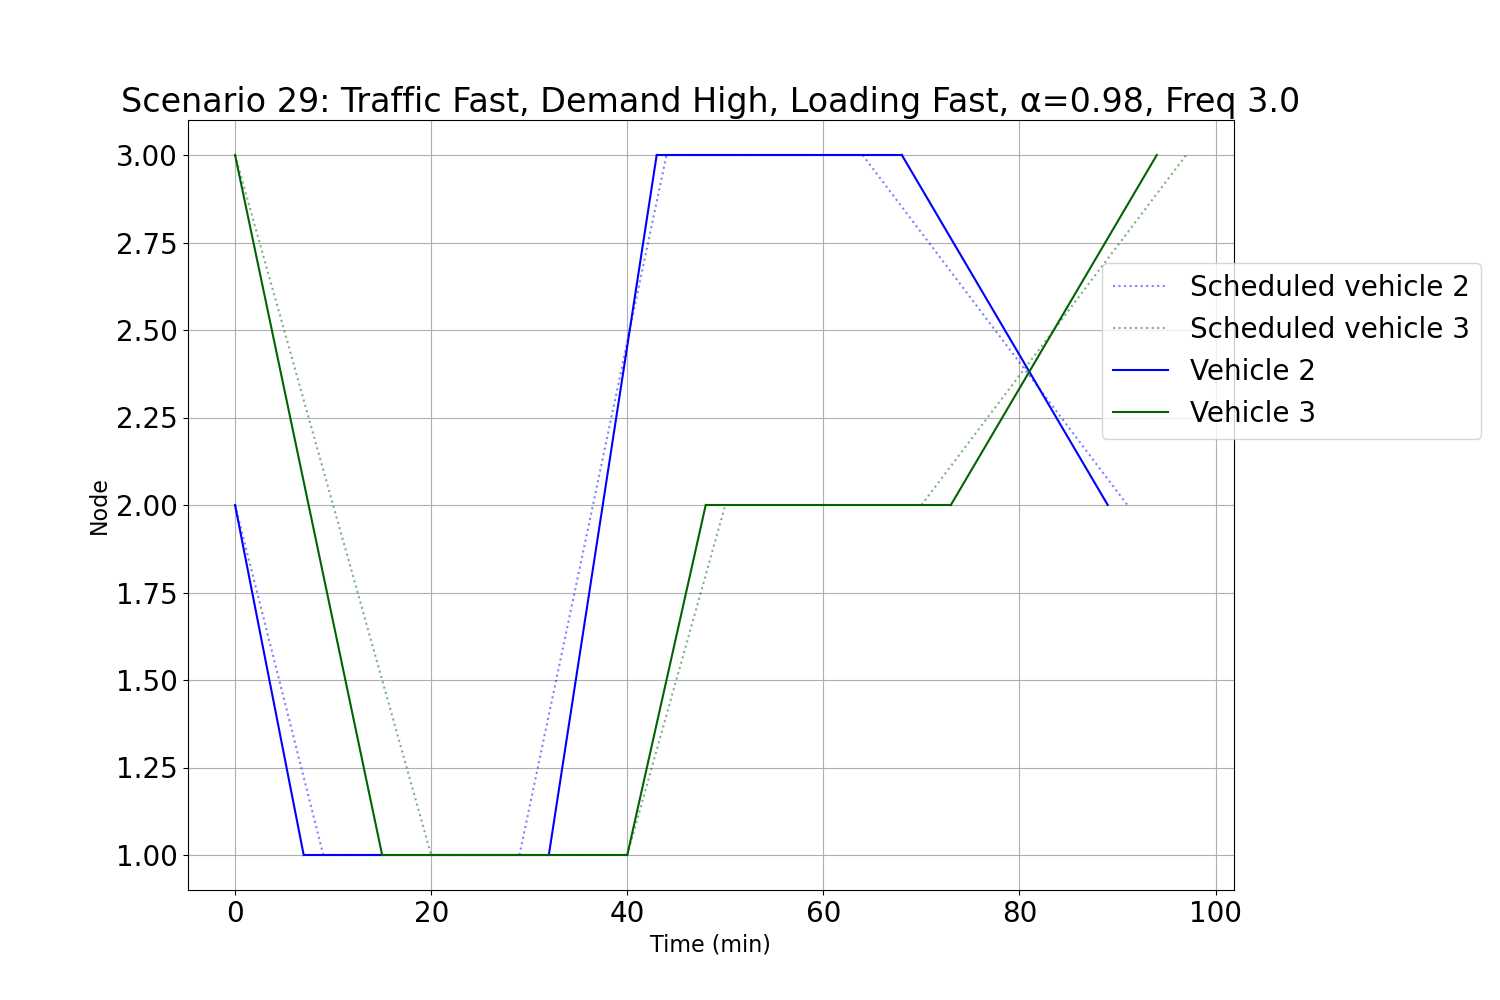 Scenario 29: Traffic Fast, Demand High, Loading Fast, α=0.98, Freq 3.0
3.00
2.75
2.50
2.25
2.00
1.75
1.50
1.25
1.00
Node
0 20 40 60 80 100
Time (min)
Scheduled vehicle 2
Scheduled vehicle 3
Vehicle 2
Vehicle 3